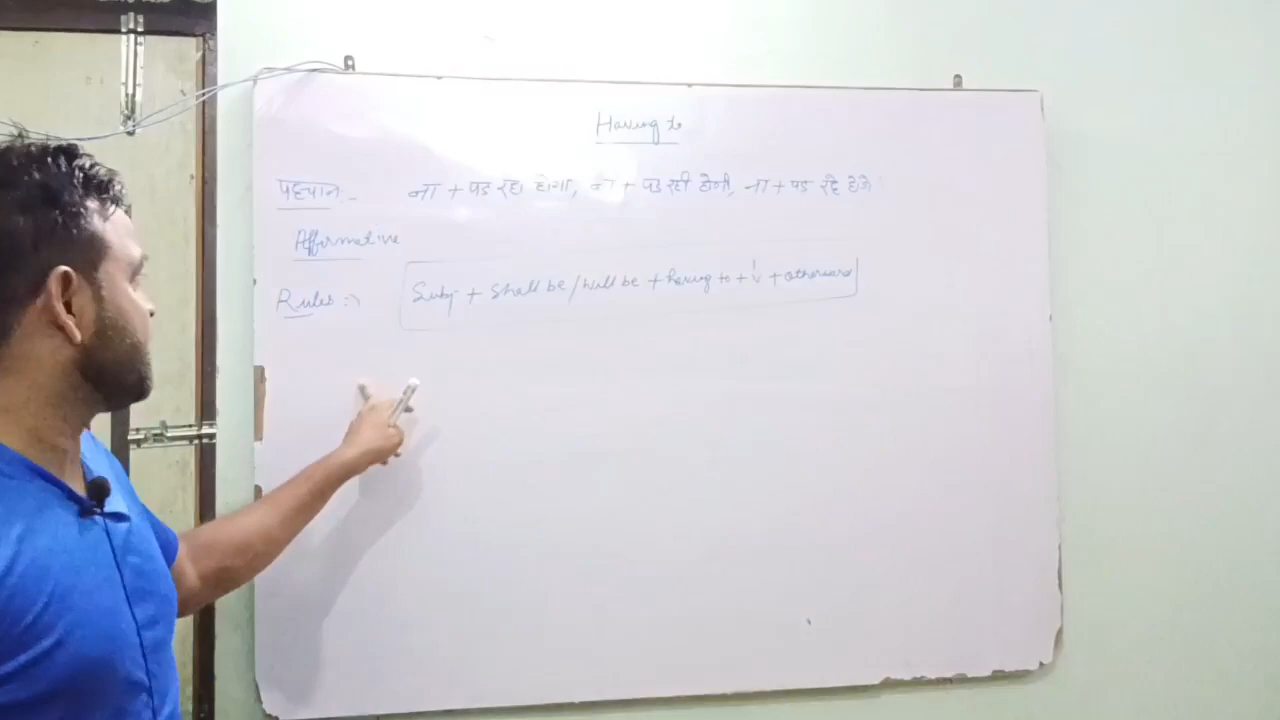 Having to
पहचान - ना + पड रहा होगा, ना + पड रही होगी, ना + पड रहे होगे
Affirmative
Rules :- Subj + Shall be / will be + having to + V1 + otherword